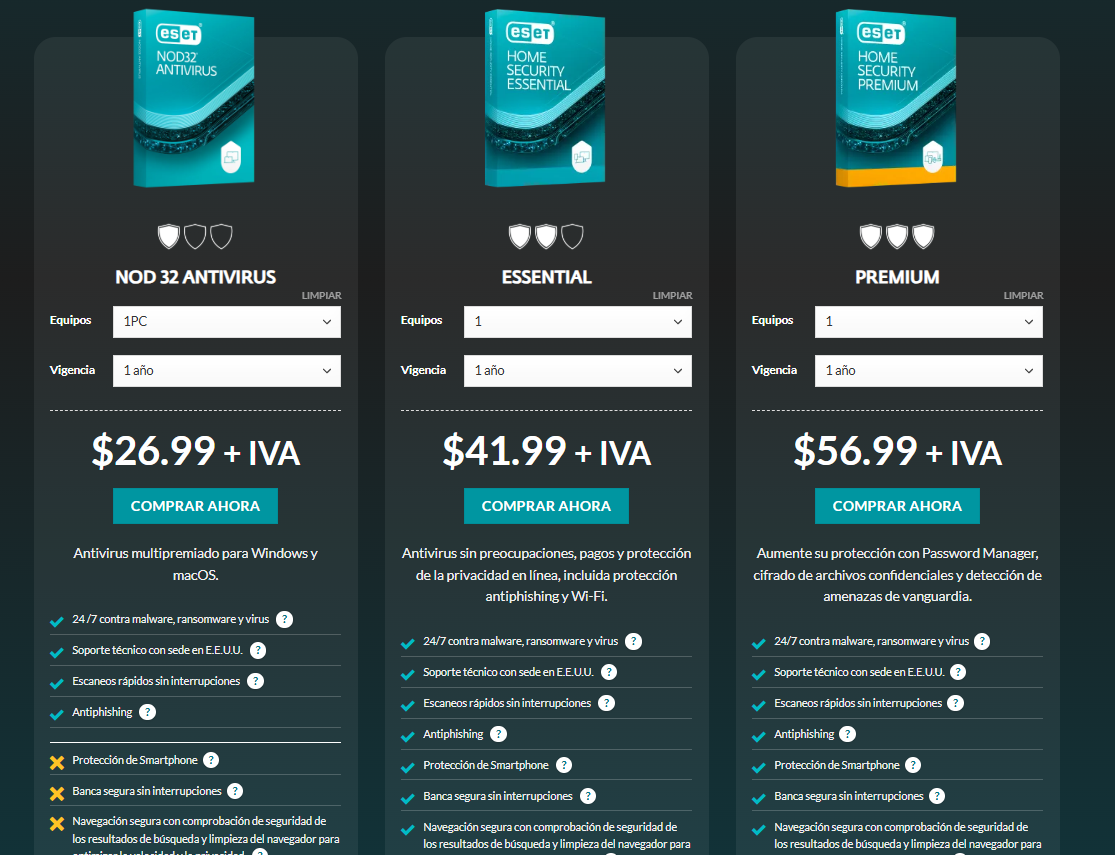 eset
NOD32
ANTIVIRUS
NOD 32 ANTIVIRUS
LIMPIAR
Equipos
1PC
Vigencia
1 año
$26.99 + IVA
COMPRAR AHORA
Antivirus multipremiado para Windows y
macOS.
24 /7 contra malware, ransomware y virus ?
Soporte técnico con sede en E.E.U.U. ?
Escaneos rápidos sin interrupciones ?
Antiphishing ?
Protección de Smartphone ?
Banca segura sin interrupciones ?
Navegación segura con comprobación de seguridad de
los resultados de búsqueda y limpieza del navegador para
eset
HOME
SECURITY
ESSENTIAL
ESSENTIAL
LIMPIAR
Equipos
1
Vigencia
1 año
$41.99 + IVA
COMPRAR AHORA
Antivirus sin preocupaciones, pagos y protección
de la privacidad en línea, incluida protección
antiphishing y Wi-Fi.
24/7 contra malware, ransomware y virus ?
Soporte técnico con sede en E.E.U.U. ?
Escaneos rápidos sin interrupciones ?
Antiphishing ?
Protección de Smartphone ?
Banca segura sin interrupciones ?
Navegación segura con comprobación de seguridad de
los resultados de búsqueda y limpieza del navegador para
eset
HOME
SECURITY
PREMIUM
PREMIUM
LIMPIAR
Equipos
1
Vigencia
1 año
$56.99 + IVA
COMPRAR AHORA
Aumente su protección con Password Manager,
cifrado de archivos confidenciales y detección de
amenazas de vanguardia.
24/7 contra malware, ransomware y virus ?
Soporte técnico con sede en E.E.U.U. ?
Escaneos rápidos sin interrupciones ?
Antiphishing ?
Protección de Smartphone ?
Banca segura sin interrupciones ?
Navegación segura con comprobación de seguridad de
los resultados de búsqueda y limpieza del navegador para